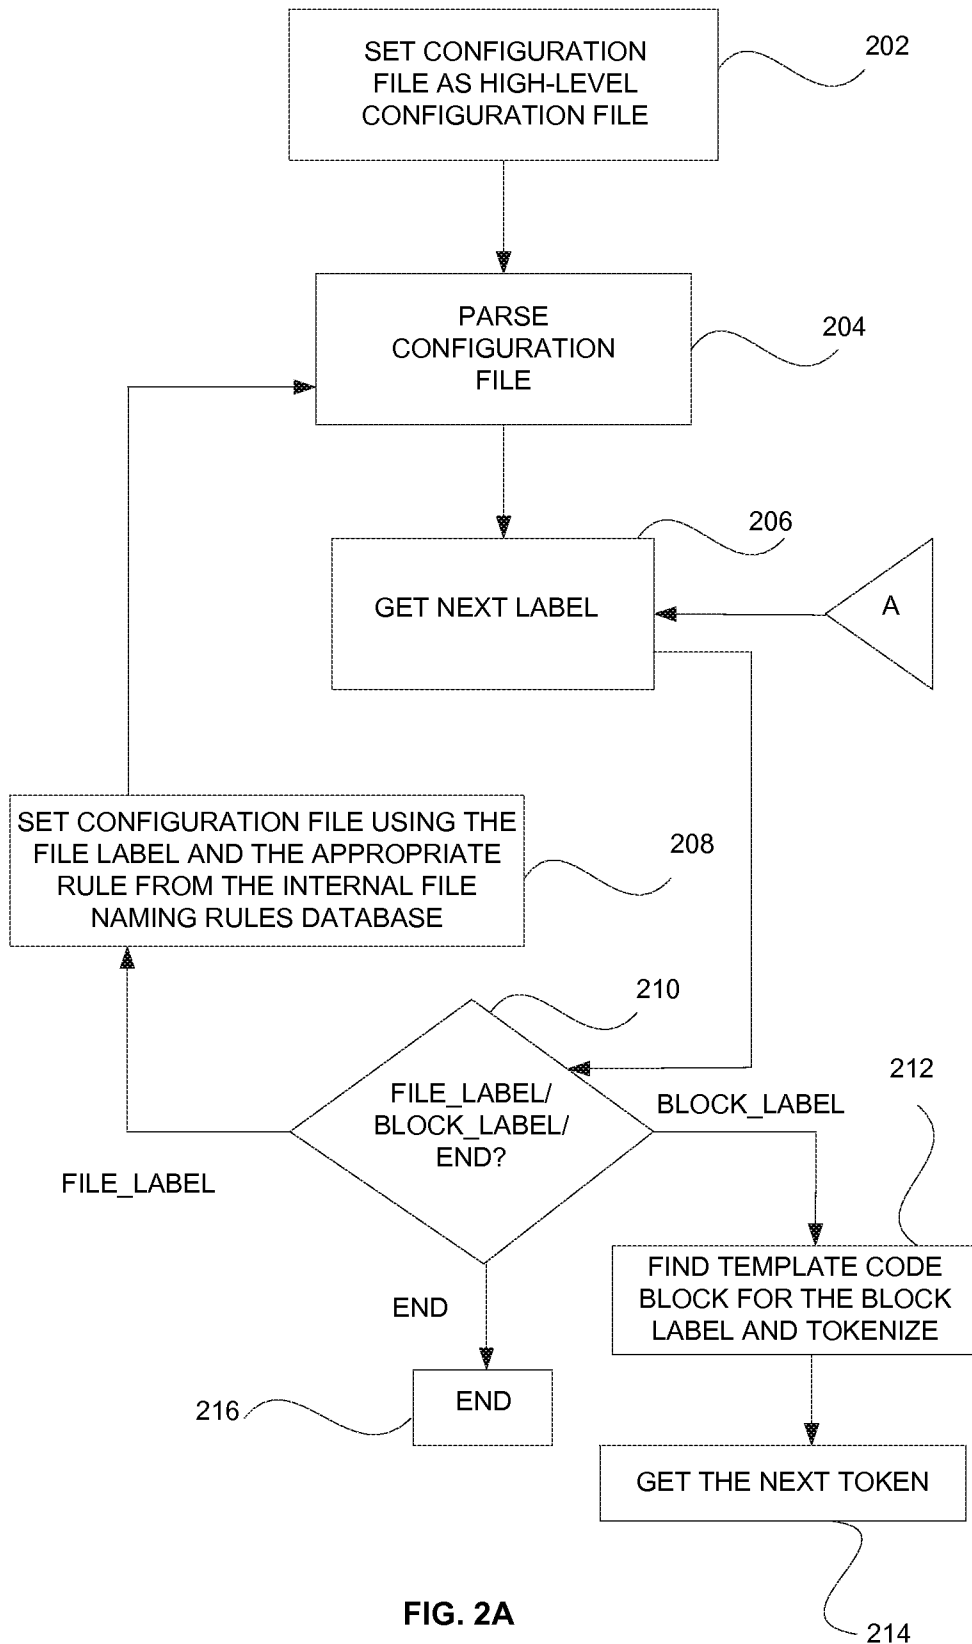 SET CONFIGURATION
FILE AS HIGH-LEVEL
CONFIGURATION FILE
202
PARSE
CONFIGURATION
FILE
204
206
GET NEXT LABEL
A
SET CONFIGURATION FILE USING THE
FILE LABEL AND THE APPROPRIATE
RULE FROM THE INTERNAL FILE
NAMING RULES DATABASE
208
210
FILE_LABEL/
BLOCK_LABEL/
END?
BLOCK_LABEL
212
FILE_LABEL
FIND TEMPLATE CODE
BLOCK FOR THE BLOCK
LABEL AND TOKENIZE
END
END
216
GET THE NEXT TOKEN
214
FIG. 2A